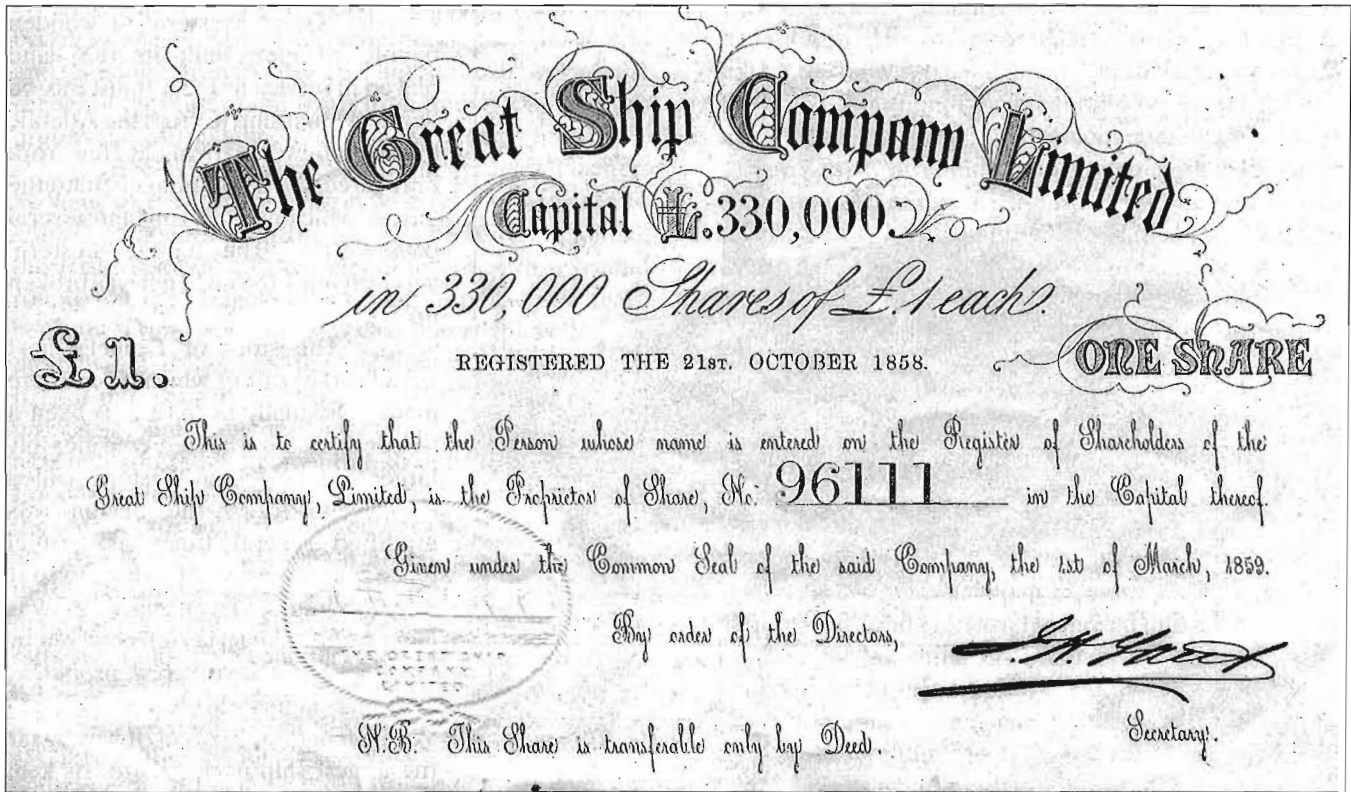 The Great Ship Company Limited
Capital £.330,000.
in 330,000 Shares of £.1 each.
£1.
REGISTERED THE 21ST. OCTOBER 1858.
ONE SHARE
This is to certify that the Person whose name is entered on the Register of Shareholders of the
Great Ship Company, Limited, is the Proprietor of Share, No. 96111 in the Capital thereof.
Given under the Common Seal of the said Company, the 1st of March, 1859.
By order of the Directors,
Secretary.
N.B. This Share is transferable only by Deed.